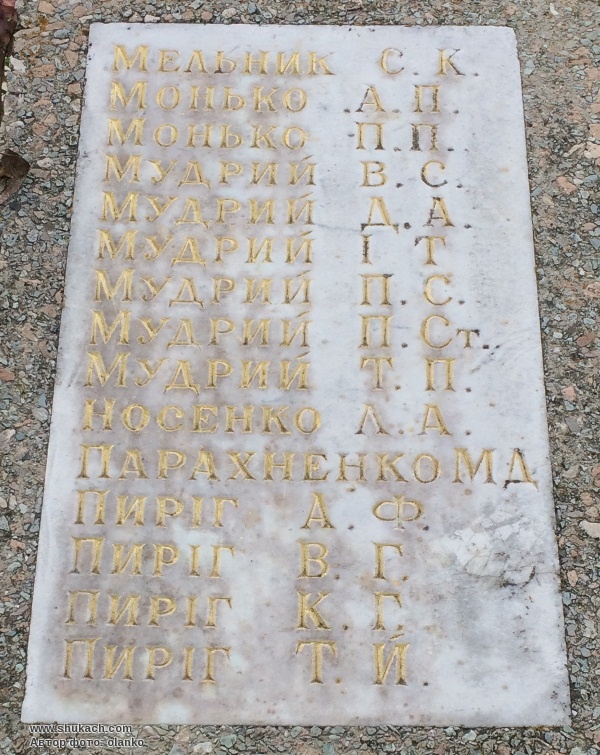 Мельник С. К.
Монько А. П.
Монько П. П.
Мудрий В. С.
Мудрий Д. А
Мудрий І Т
Мудрий П. С.
Мудрий П. Ст.
Мудрий Т. П.
Носенко Л. А.
Парахненко М Д
Пиріг А. Ф.
Пиріг В. Г.
Пиріг К. Г.
Пиріг Т Й
www.shukach.com
Автор фото: olanko